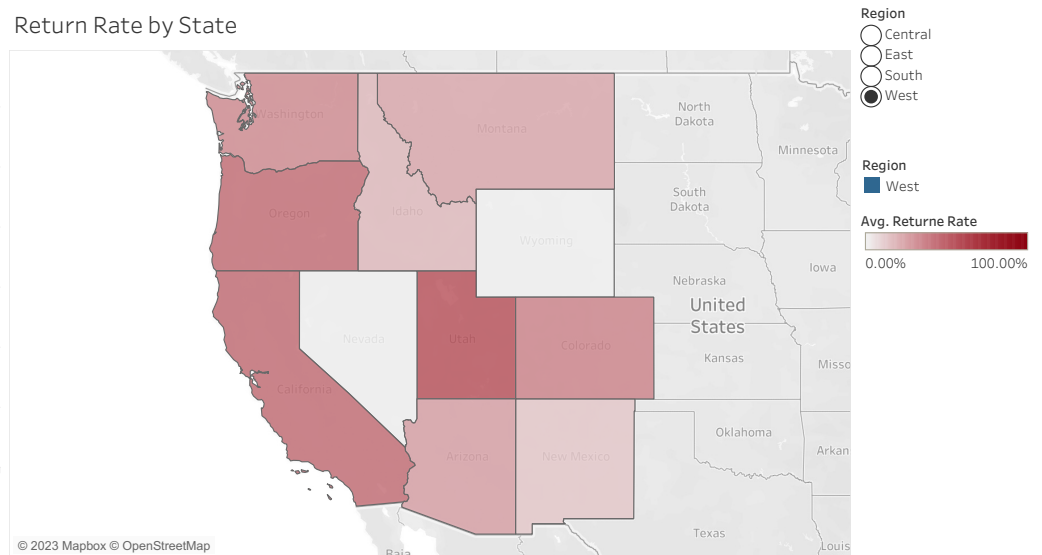 Return Rate by State
Region
Central
East
South
West
Region
West
Avg. Returne Rate
0.00% 100.00%
Washington
Montana
North
Dakota
Minnesota
Oregon
Idaho
South
Dakota
Wyoming
Iowa
Nebraska
United
States
Nevada
Utah
Colorado
Kansas
Misso
California
Arizona
New Mexico
Oklahoma
Arkan
Texas
Louis
Baja
© 2023 Mapbox © OpenStreetMap